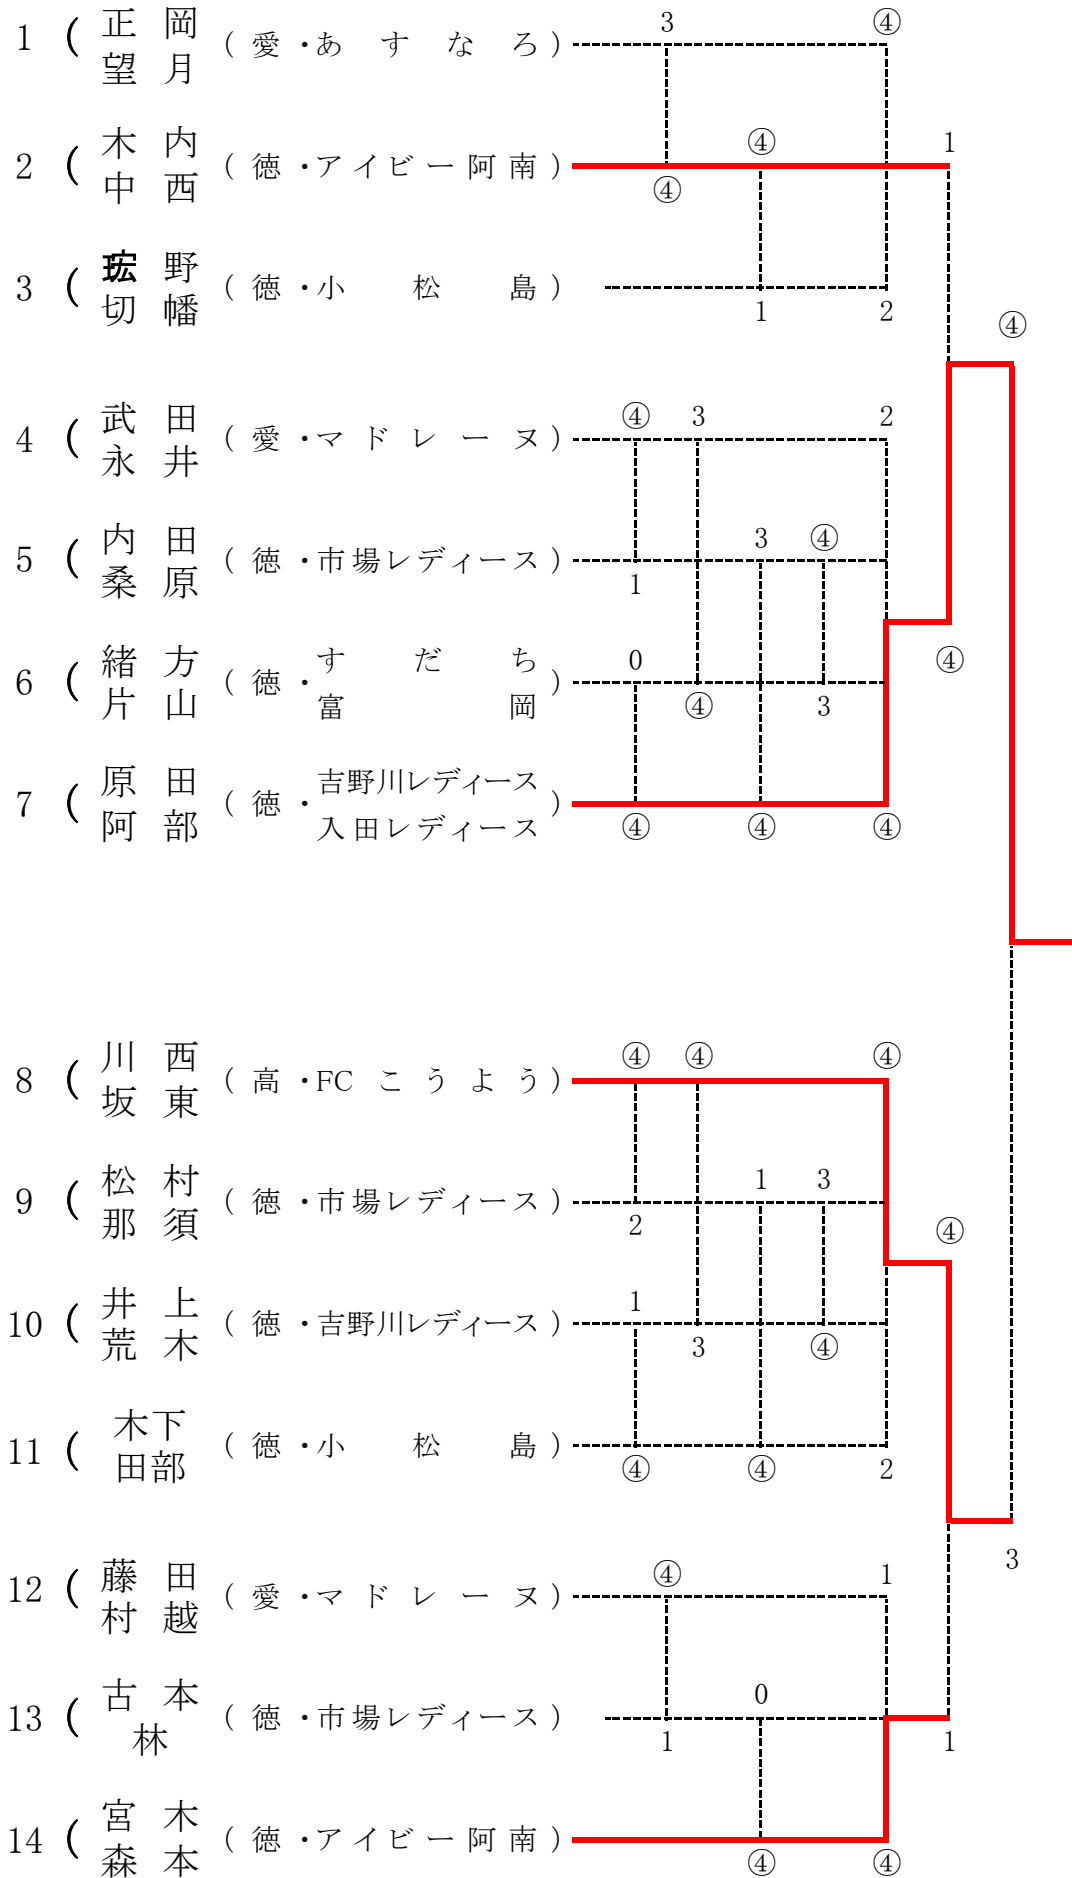 3 ④
1 ( 正岡 望月 (愛・あすなろ)
④ 1
2 ( 木内 中西 (徳・アイビー阿南)
④
3 ( 野 切幡 (徳・小松島)
1 2
④
④ 3 2
4 ( 武田 永井 (愛・マドレーヌ)
3 ④
5 ( 内田 桑原 (徳・市場レディース)
1
0 ④
6 ( 緒方 片山 (徳・すだち 富岡)
④ 3
7 ( 原田 阿部 (徳・吉野川レディース 入田レディース)
④ ④ ④
④ ④ ④
8 ( 川西 坂東 (高・FCこうよう)
1 3
9 ( 松村 那須 (徳・市場レディース)
2 ④
1
10 ( 井上 荒木 (徳・吉野川レディース)
3 ④
11 ( 木下 田部 (徳・小松島)
④ ④ 2
3
④ 1
12 ( 藤田 村越 (愛・マドレーヌ)
0
13 ( 古本 林 (徳・市場レディース)
1 1
14 ( 宮木 森本 (徳・アイビー阿南)
④ ④